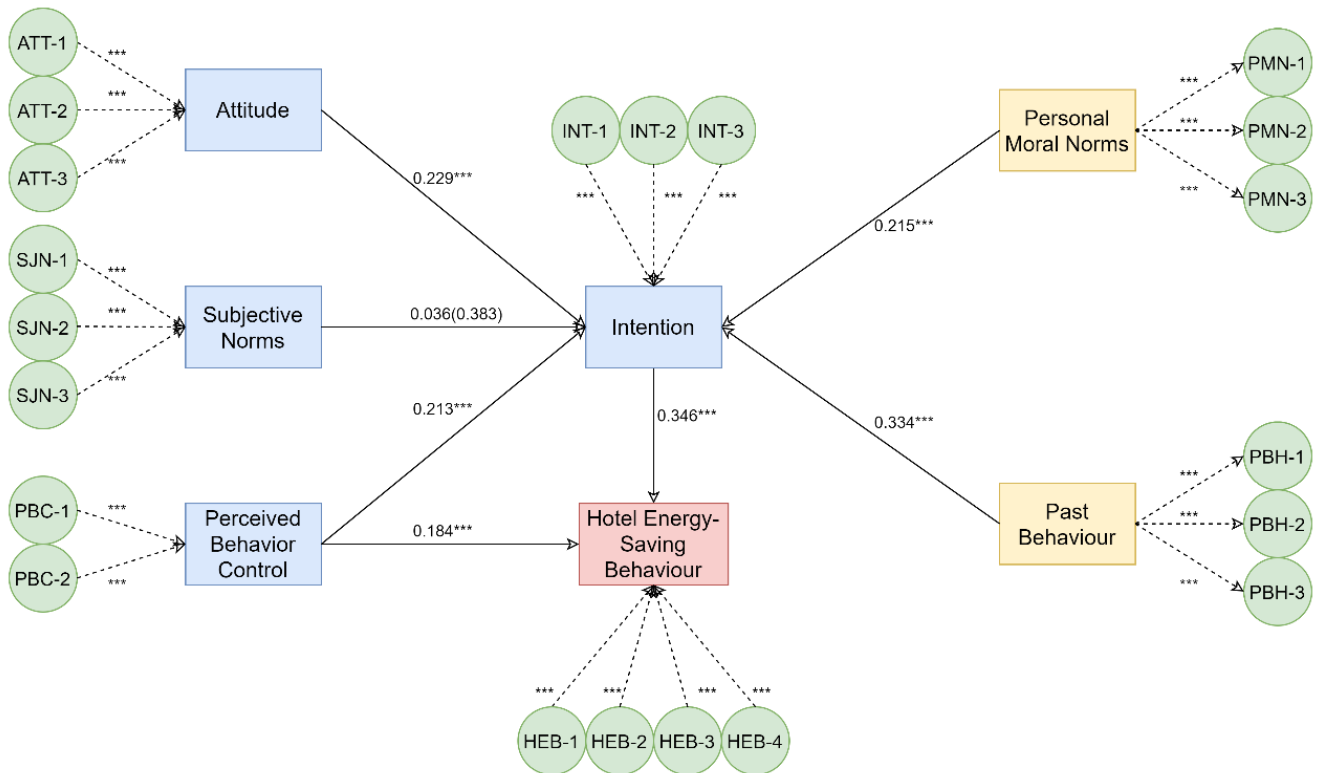 ATT-1
***
ATT-2
***
ATT-3
***
Attitude
0.229***
SJN-1
***
SJN-2
***
SJN-3
***
Subjective
Norms
0.036(0.383)
PBC-1
***
PBC-2
***
Perceived
Behavior
Control
0.213***
0.184***
INT-1
INT-2
INT-3
***
***
***
Intention
0.346***
Hotel Energy-
Saving
Behaviour
***
***
***
***
HEB-1
HEB-2
HEB-3
HEB-4
Personal
Moral Norms
0.215***
***
PMN-1
***
PMN-2
***
PMN-3
Past
Behaviour
0.334***
***
PBH-1
***
PBH-2
***
PBH-3